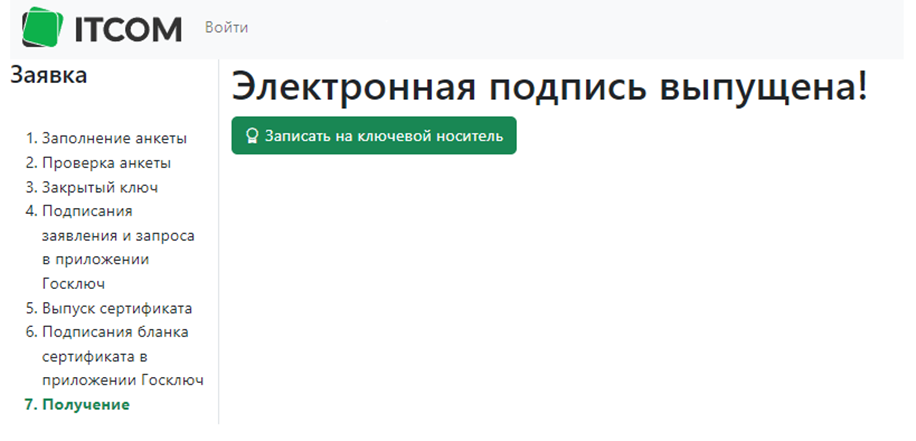 ITCOM Войти
Заявка
1. Заполнение анкеты
2. Проверка анкеты
3. Закрытый ключ
4. Подписания
заявления и запроса
в приложении
Госключ
5. Выпуск сертификата
6. Подписания бланка
сертификата в
приложении Госключ
7. Получение
Электронная подпись выпущена!
Записать на ключевой носитель